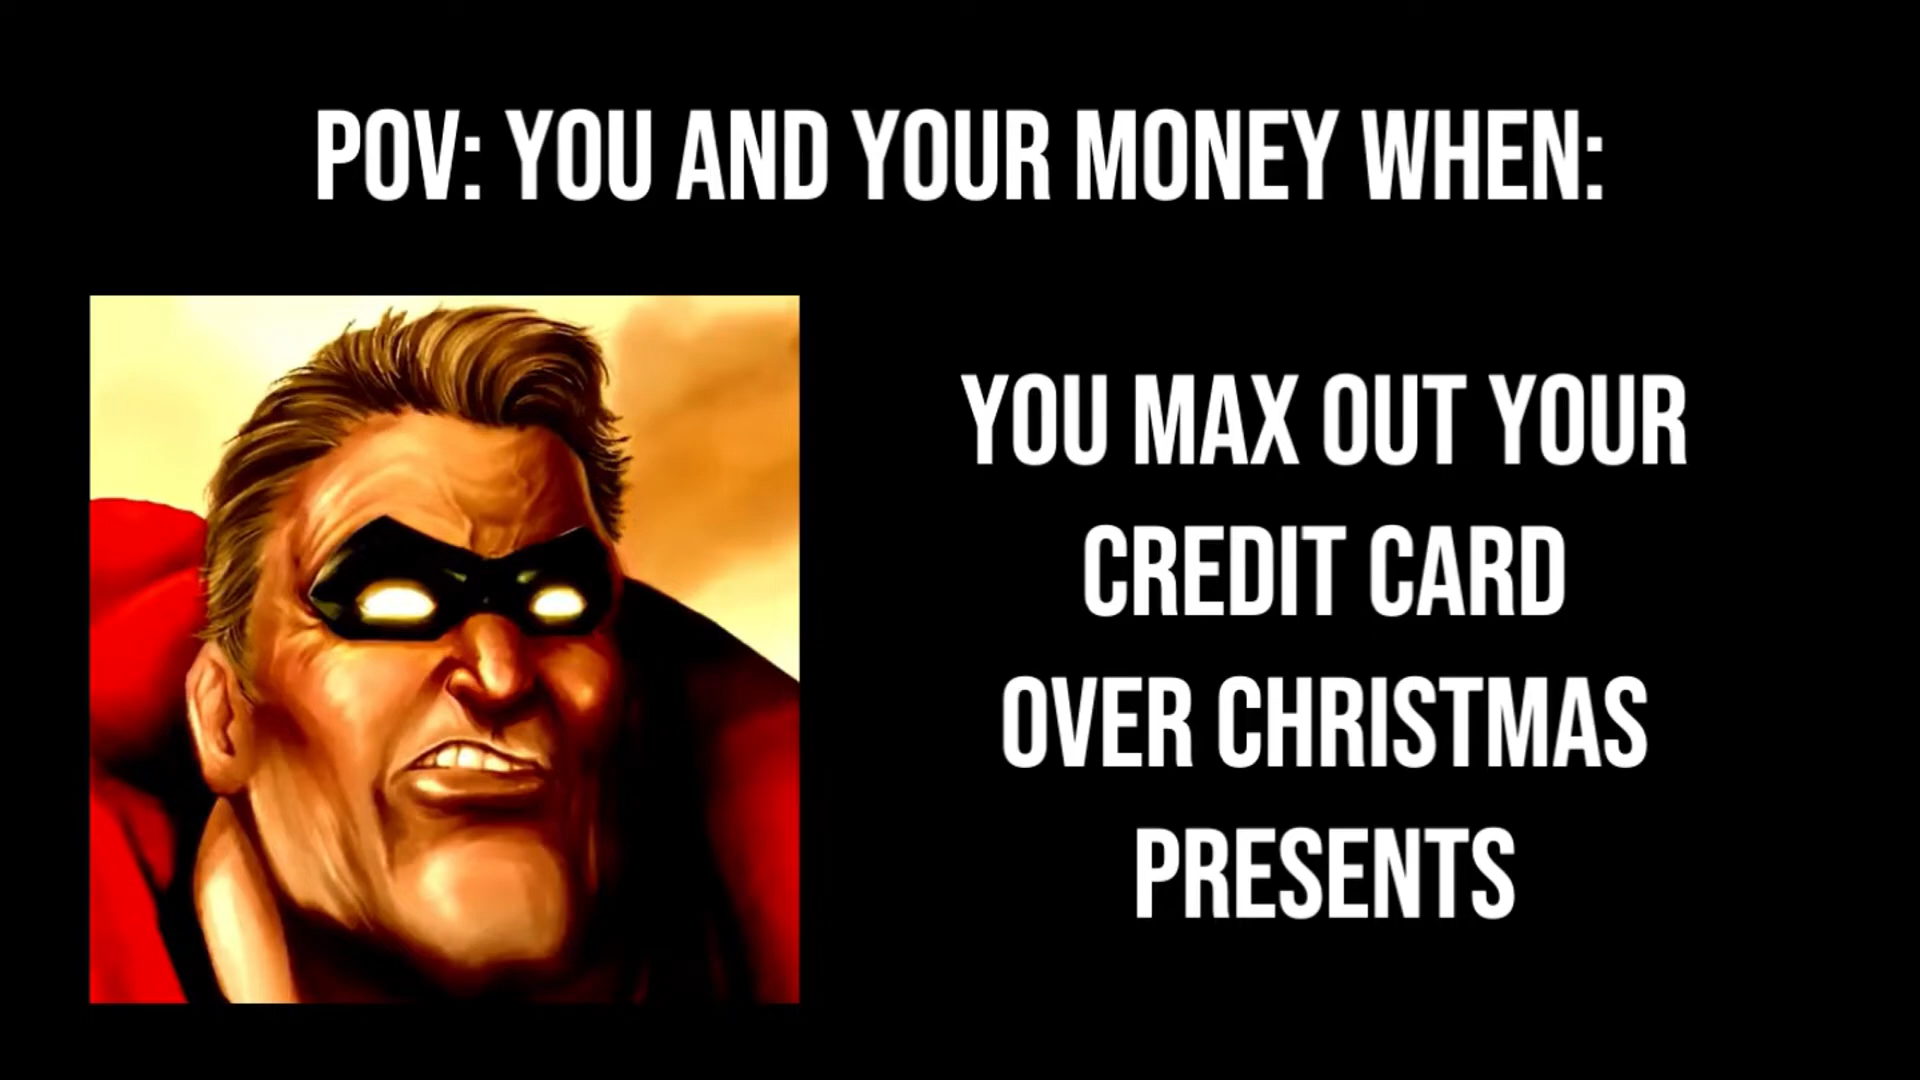 POV: YOU AND YOUR MONEY WHEN:
YOU MAX OUT YOUR
CREDIT CARD
OVER CHRISTMAS
PRESENTS